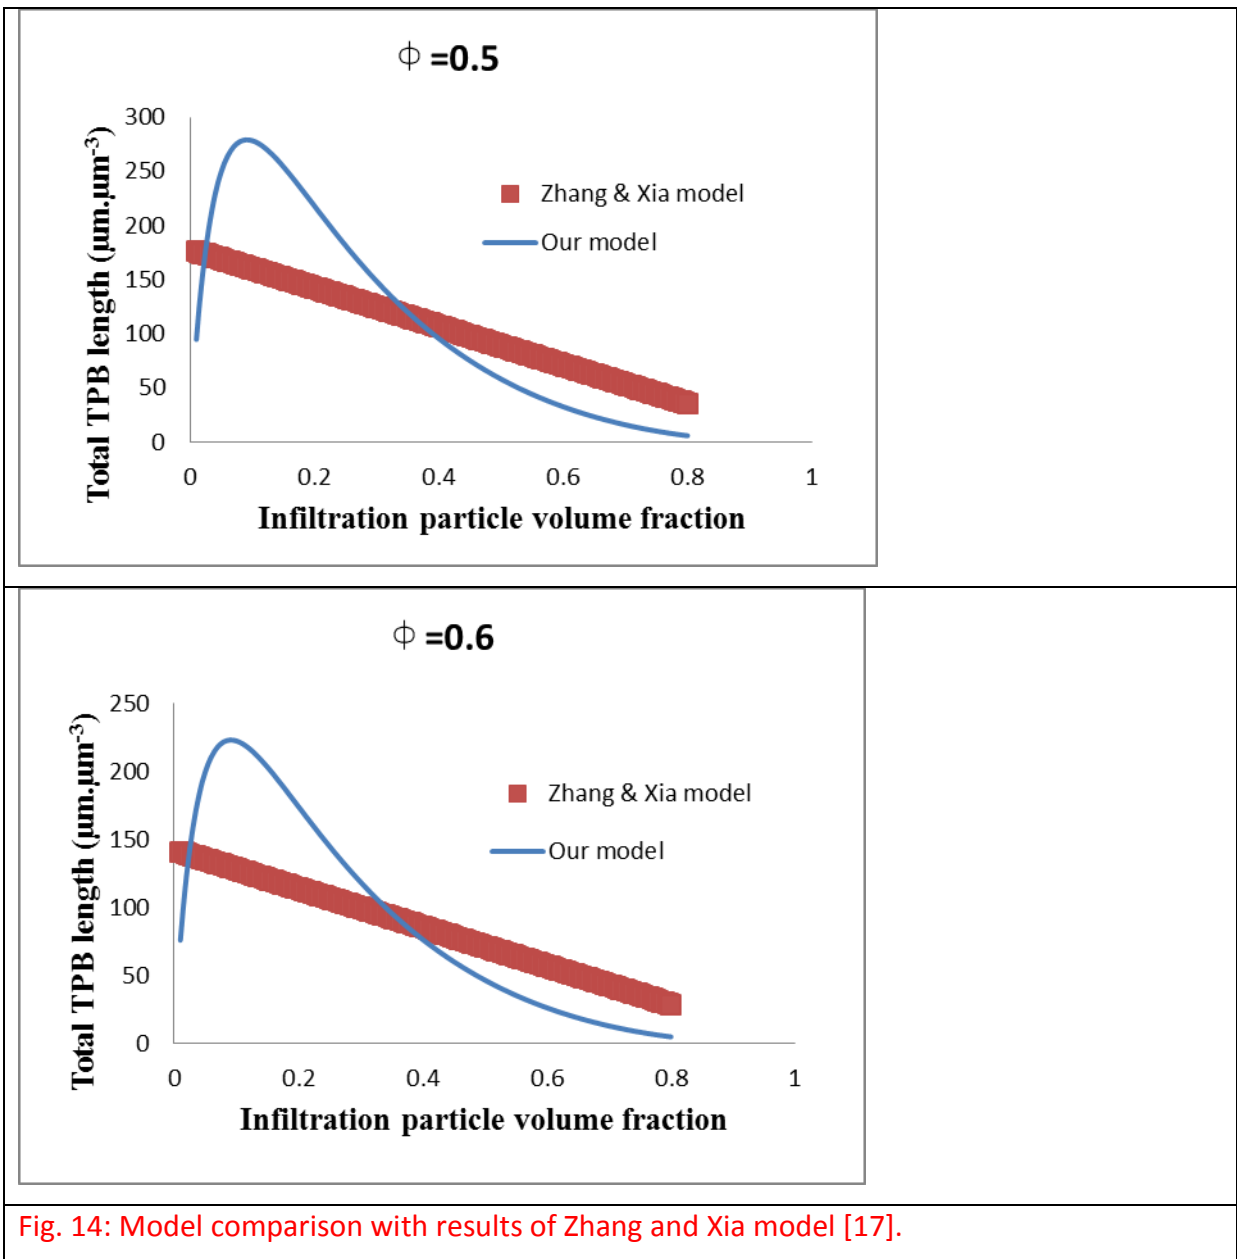 Φ =0.5
Total TPB length (μm.μm-3)
300
250
200
150
100
50
0
0 0.2 0.4 0.6 0.8 1
Infiltration particle volume fraction
Zhang & Xia model
Our model
Φ =0.6
Total TPB length (μm.μm-3)
250
200
150
100
50
0
0 0.2 0.4 0.6 0.8 1
Infiltration particle volume fraction
Zhang & Xia model
Our model
Fig. 14: Model comparison with results of Zhang and Xia model [17].